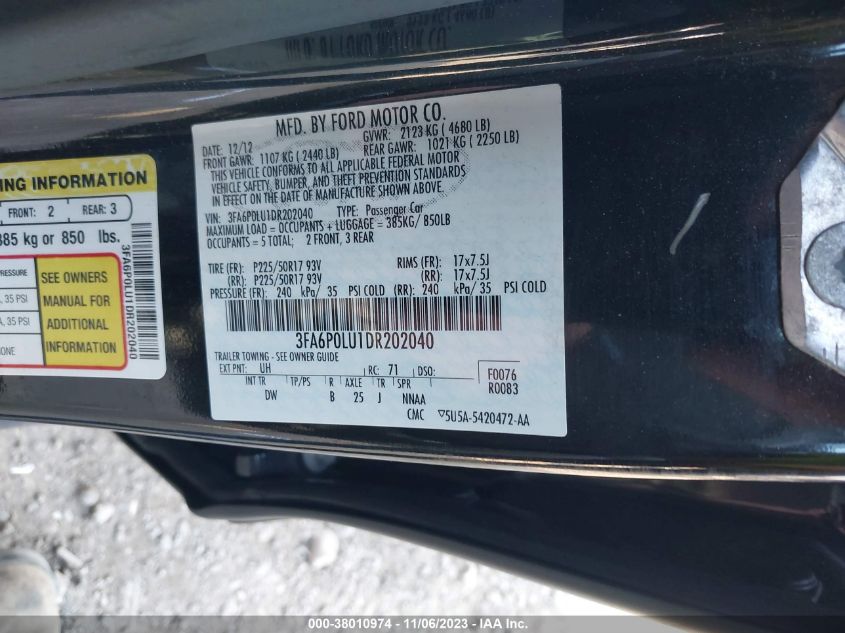 MFD. BY FORD MOTOR CO.
DATE: 12/12
GVWR: 2123 KG ( 4680 LB)
FRONT GAWR: 1107 KG ( 2440 LB)
REAR GAWR: 1021 KG ( 2250 LB)
THIS VEHICLE CONFORMS TO ALL APPLICABLE FEDERAL MOTOR
VEHICLE SAFETY, BUMPER, AND THEFT PREVENTION STANDARDS
IN EFFECT ON THE DATE OF MANUFACTURE SHOWN ABOVE.
VIN: 3FA6P0LU1DR202040 TYPE: Passenger Car
MAXIMUM LOAD = OCCUPANTS + LUGGAGE = 385KG/ 850LB
OCCUPANTS = 5 TOTAL; 2 FRONT, 3 REAR
TIRE (FR): P225/50R17 93V RIMS (FR): 17x7.5J
(RR): P225/50R17 93V (RR): 17x7.5J
PRESSURE (FR): 240 kPa/ 35 PSI COLD (RR): 240 kPa/ 35 PSI COLD
3FA6P0LU1DR202040
TRAILER TOWING - SEE OWNER GUIDE
EXT PNT: UH RC: 71 DSO: F0076
R0083
INT TR TP/PS R AXLE TR SPR
DW B 25 J NNAA
CMC ▽5U5A-5420472-AA
ING INFORMATION
FRONT: 2 REAR: 3
385 kg or 850 lbs.
PRESSURE
, 35 PSI
A, 35 PSI
ONE
SEE OWNERS
MANUAL FOR
ADDITIONAL
INFORMATION
3FA6P0LU1DR202040
000-38010974 - 11/06/2023 - IAAI.COM